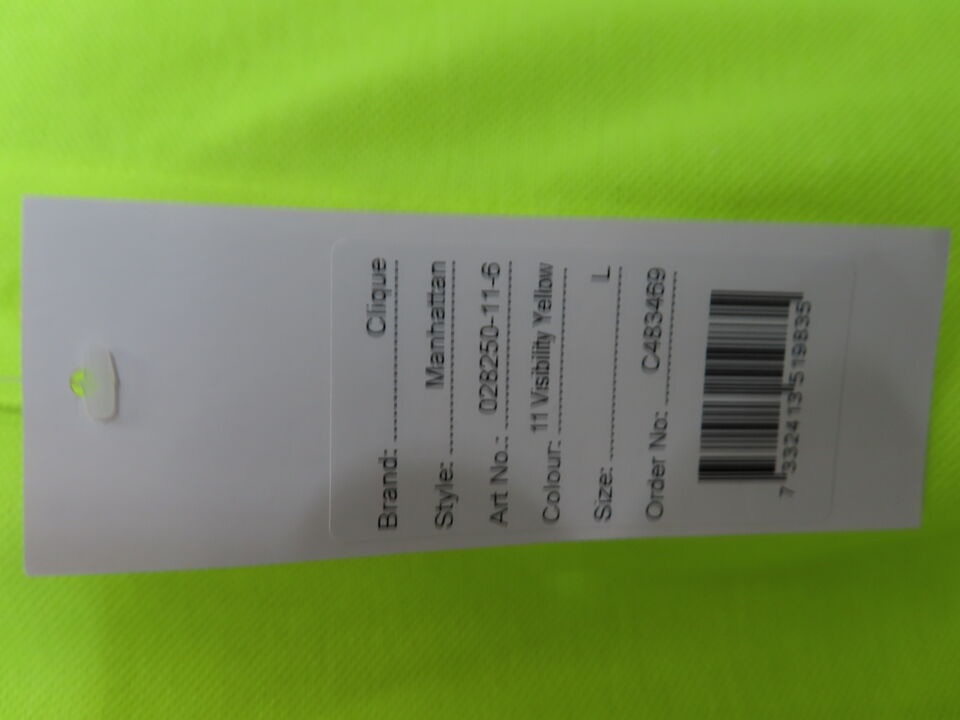 Brand: Clique
Style: Manhattan
Art No.: 028250-11-6
Colour: 11 Visibility Yellow
Size: L
Order No: C483469
7 332413 519835